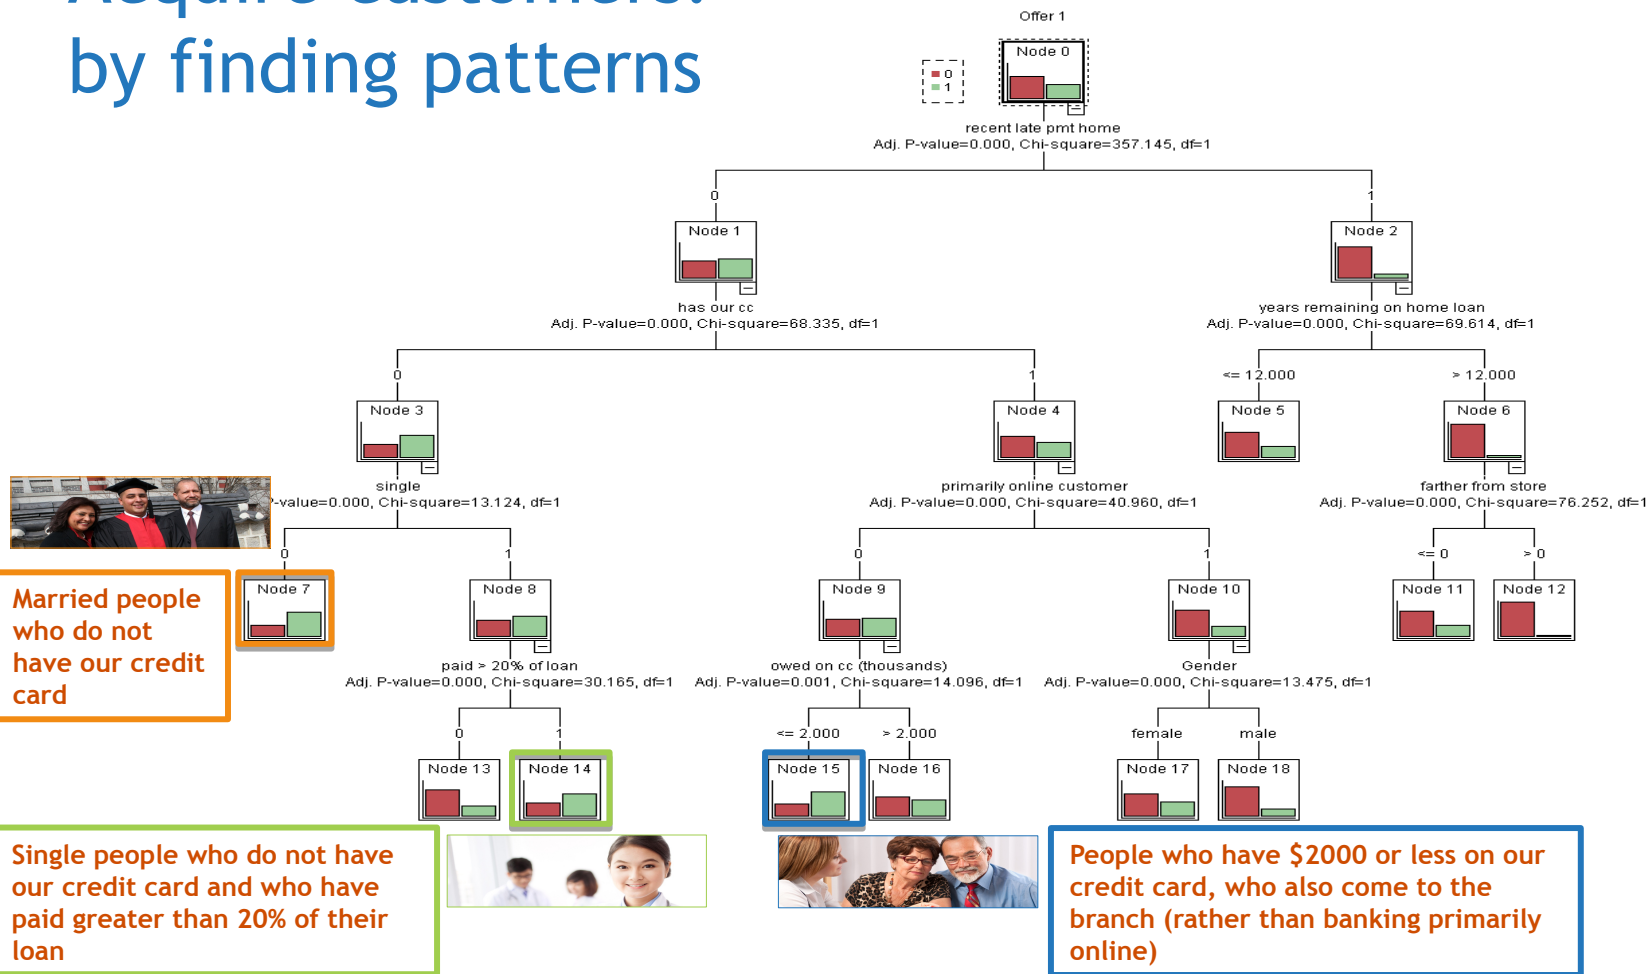 Acquire customers:
by finding patterns
Offer 1
Node 0
0
1
recent late pmt home
Adj. P-value=0.000, Chi-square=357.145, df=1
0
1
Node 1
Node 2
has our cc
Adj. P-value=0.000, Chi-square=68.335, df=1
years remaining on home loan
Adj. P-value=0.000, Chi-square=69.614, df=1
0
1
<= 12.000
> 12.000
Node 3
Node 4
Node 5
Node 6
single
P-value=0.000, Chi-square=13.124, df=1
primarily online customer
Adj. P-value=0.000, Chi-square=40.960, df=1
farther from store
Adj. P-value=0.000, Chi-square=76.252, df=1
0
1
0
1
<= 0
> 0
Node 7
Node 8
Node 9
Node 10
Node 11
Node 12
Married people
who do not
have our credit
card
paid > 20% of loan
Adj. P-value=0.000, Chi-square=30.165, df=1
owed on cc (thousands)
Adj. P-value=0.001, Chi-square=14.096, df=1
Gender
Adj. P-value=0.000, Chi-square=13.475, df=1
0
1
<= 2.000
> 2.000
female
male
Node 13
Node 14
Node 15
Node 16
Node 17
Node 18
Single people who do not have
our credit card and who have
paid greater than 20% of their
loan
People who have $2000 or less on our
credit card, who also come to the
branch (rather than banking primarily
online)